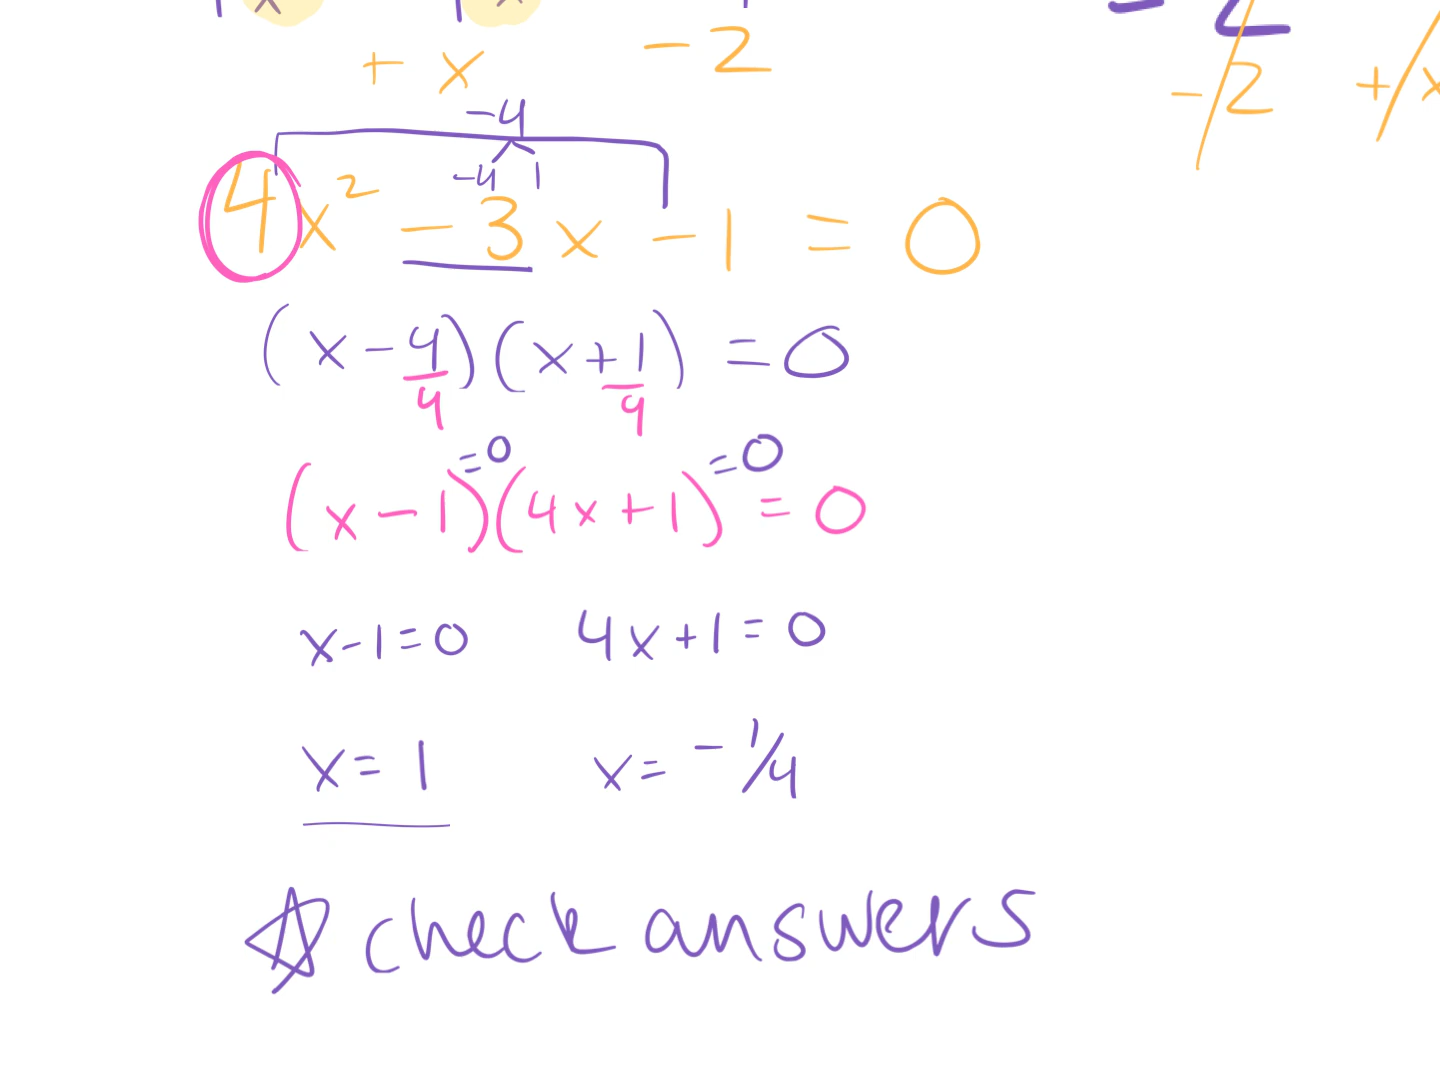 + x - 2
- 2 + x
-4
-4 1
4x² - 3x - 1 = 0
(x - 4/4)(x + 1/4) = 0
=0 =0
(x - 1)(4x + 1) = 0
x - 1 = 0 4x + 1 = 0
x = 1 x = - 1/4
☆ check answers